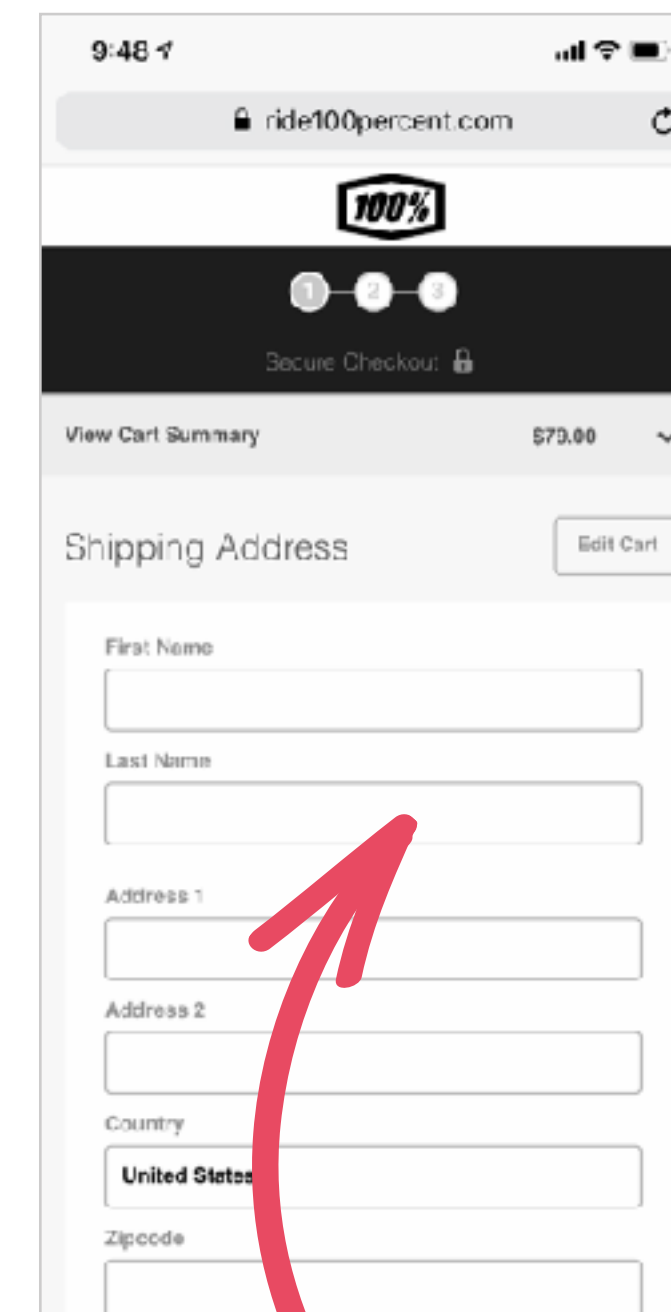 9:48
ride100percent.com
100%
1 2 3
Secure Checkout
View Cart Summary $79.00
Shipping Address Edit Cart
First Name
Last Name
Address 1
Address 2
Country
United States
Zipcode